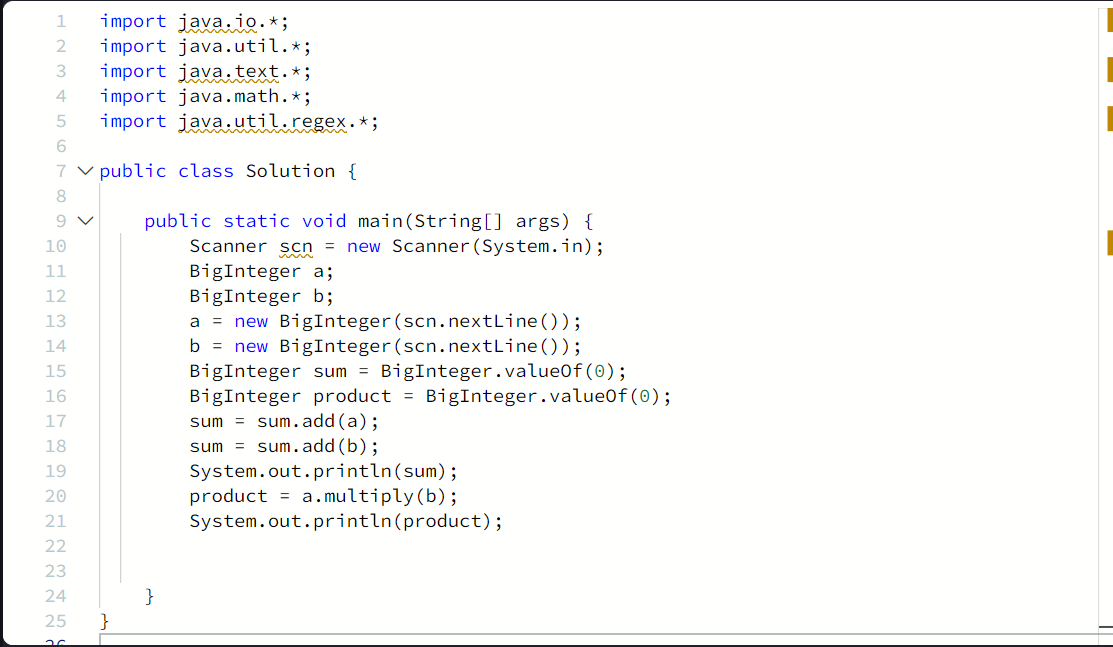 1 import java.io.*;
2 import java.util.*;
3 import java.text.*;
4 import java.math.*;
5 import java.util.regex.*;
6
7 public class Solution {
8
9     public static void main(String[] args) {
10         Scanner scn = new Scanner(System.in);
11         BigInteger a;
12         BigInteger b;
13         a = new BigInteger(scn.nextLine());
14         b = new BigInteger(scn.nextLine());
15         BigInteger sum = BigInteger.valueOf(0);
16         BigInteger product = BigInteger.valueOf(0);
17         sum = sum.add(a);
18         sum = sum.add(b);
19         System.out.println(sum);
20         product = a.multiply(b);
21         System.out.println(product);
22
23
24     }
25 }
26